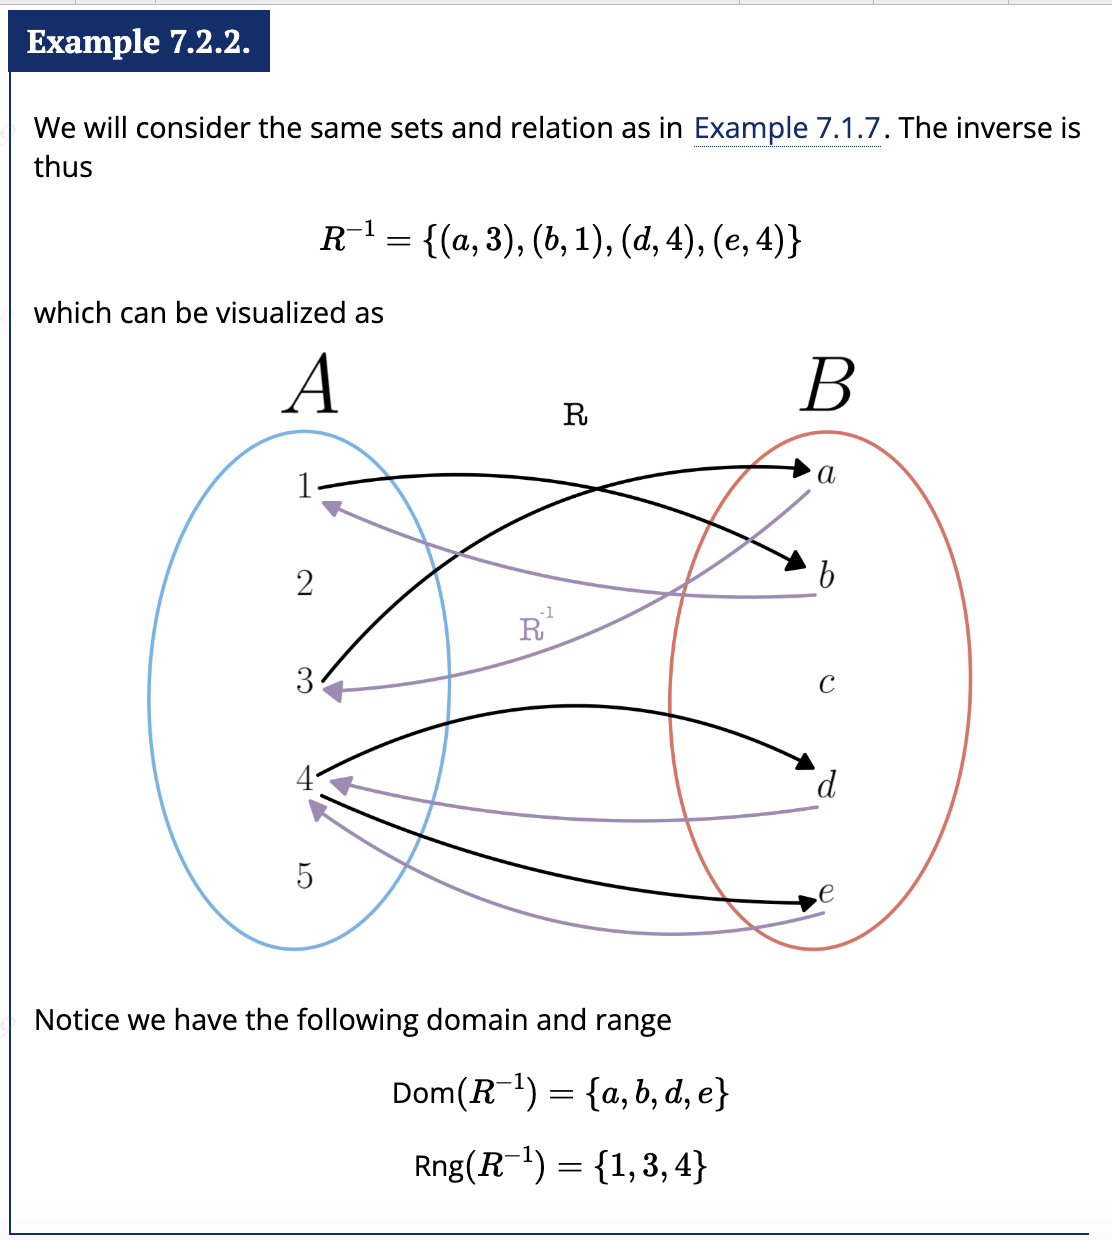 Example 7.2.2.
We will consider the same sets and relation as in Example 7.1.7. The inverse is
thus
R⁻¹ = {(a, 3), (b, 1), (d, 4), (e, 4)}
which can be visualized as
A B
R
1 a
2 b
R⁻¹
3 c
4 d
5 e
Notice we have the following domain and range
Dom(R⁻¹) = {a, b, d, e}
Rng(R⁻¹) = {1, 3, 4}